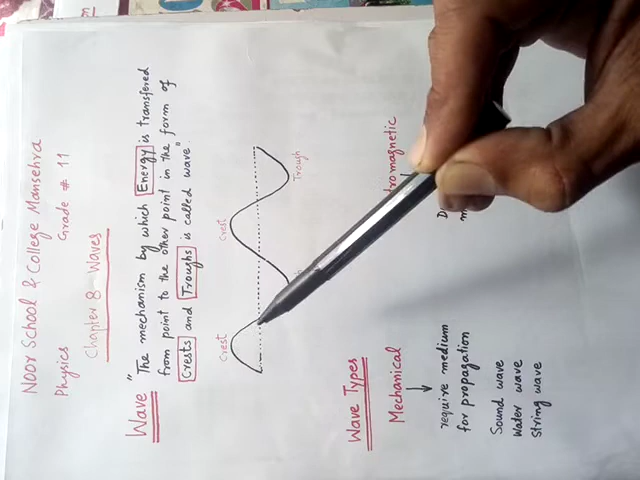 Noor School & College Mansehra
Physics Grade # 11
Chapter 8 Waves
Wave "The mechanism by which Energy is transfered
from point to the other point in the form of
Crests and Troughs is called wave"
Crest Crest
Trough
Wave Types
Mechanical
require medium
for propagation
Sound wave
Water wave
String wave